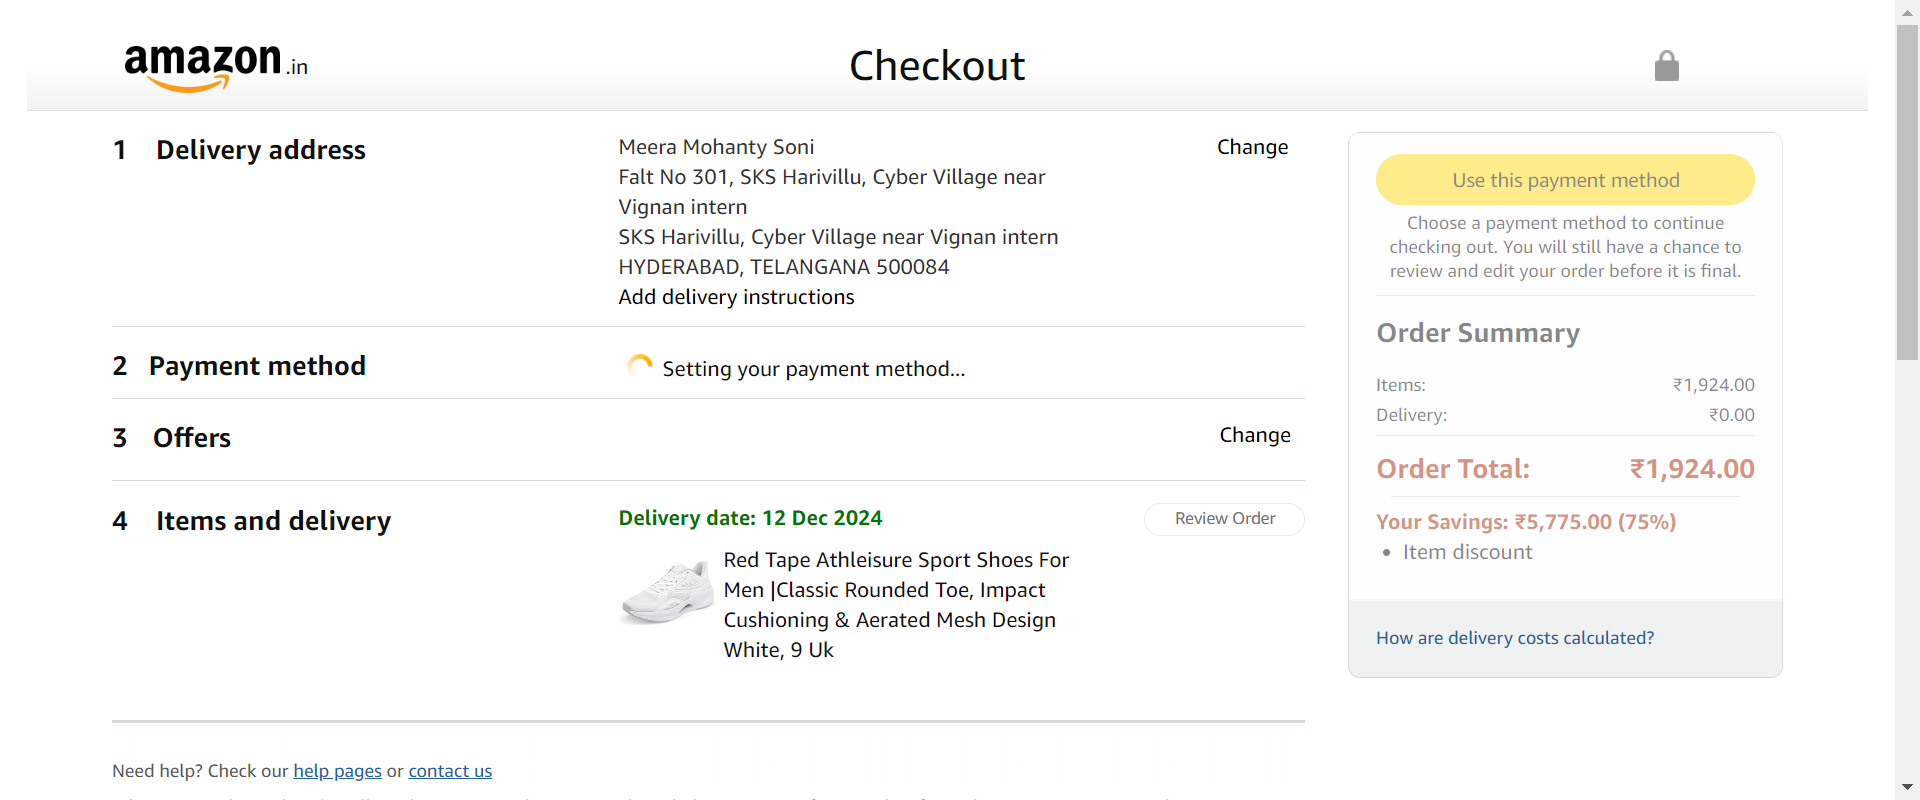 amazon.in
Checkout
1 Delivery address
Meera Mohanty Soni
Falt No 301, SKS Harivillu, Cyber Village near
Vignan intern
SKS Harivillu, Cyber Village near Vignan intern
HYDERABAD, TELANGANA 500084
Add delivery instructions
Change
2 Payment method
Setting your payment method...
3 Offers
Change
4 Items and delivery
Delivery date: 12 Dec 2024
Review Order
Red Tape Athleisure Sport Shoes For
Men |Classic Rounded Toe, Impact
Cushioning & Aerated Mesh Design
White, 9 Uk
Use this payment method
Choose a payment method to continue
checking out. You will still have a chance to
review and edit your order before it is final.
Order Summary
Items: ₹1,924.00
Delivery: ₹0.00
Order Total: ₹1,924.00
Your Savings: ₹5,775.00 (75%)
• Item discount
How are delivery costs calculated?
Need help? Check our help pages or contact us